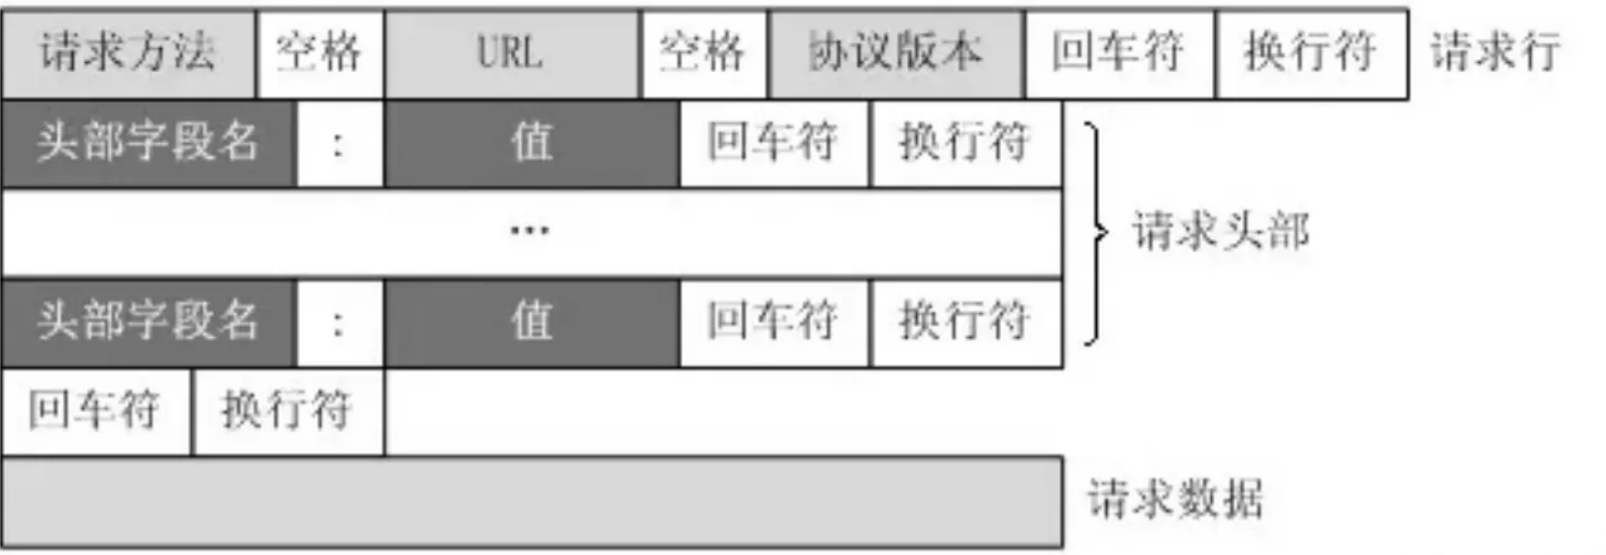 请求方法 空格 URL 空格 协议版本 回车符 换行符 请求行
头部字段名 : 值 回车符 换行符
... 请求头部
头部字段名 : 值 回车符 换行符
回车符 换行符
请求数据